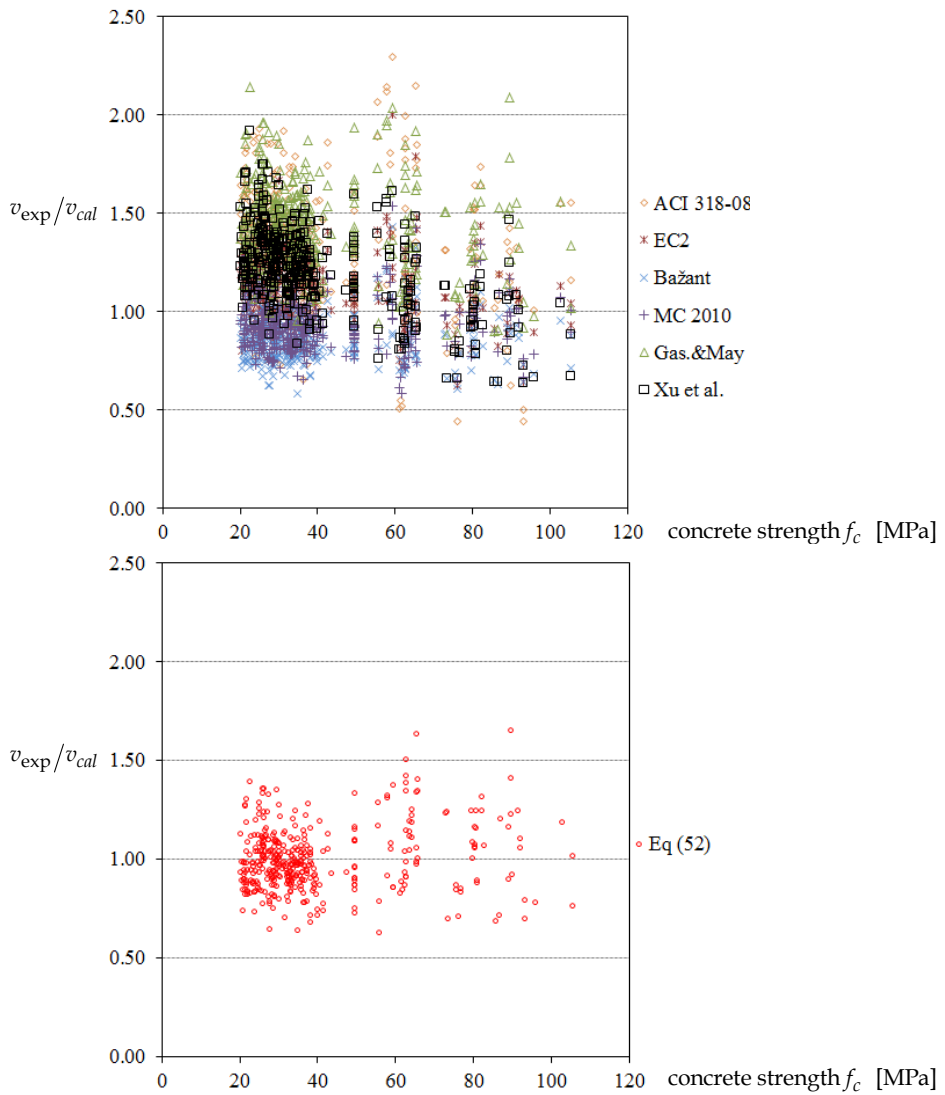 2.50
2.00
1.50
1.00
0.50
0.00
v_exp/v_cal
0 20 40 60 80 100 120
concrete strength f_c [MPa]
ACI 318-08
EC2
Bažant
MC 2010
Gas.&May
Xu et al.
2.50
2.00
1.50
1.00
0.50
0.00
v_exp/v_cal
0 20 40 60 80 100 120
concrete strength f_c [MPa]
Eq (52)